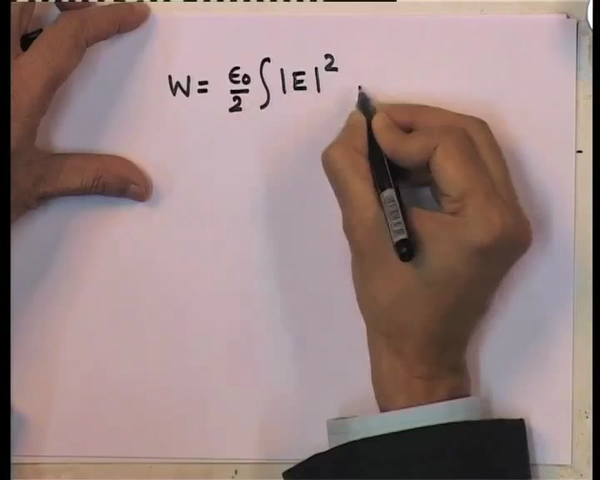 W = ϵ0/2 ∫ |E|²